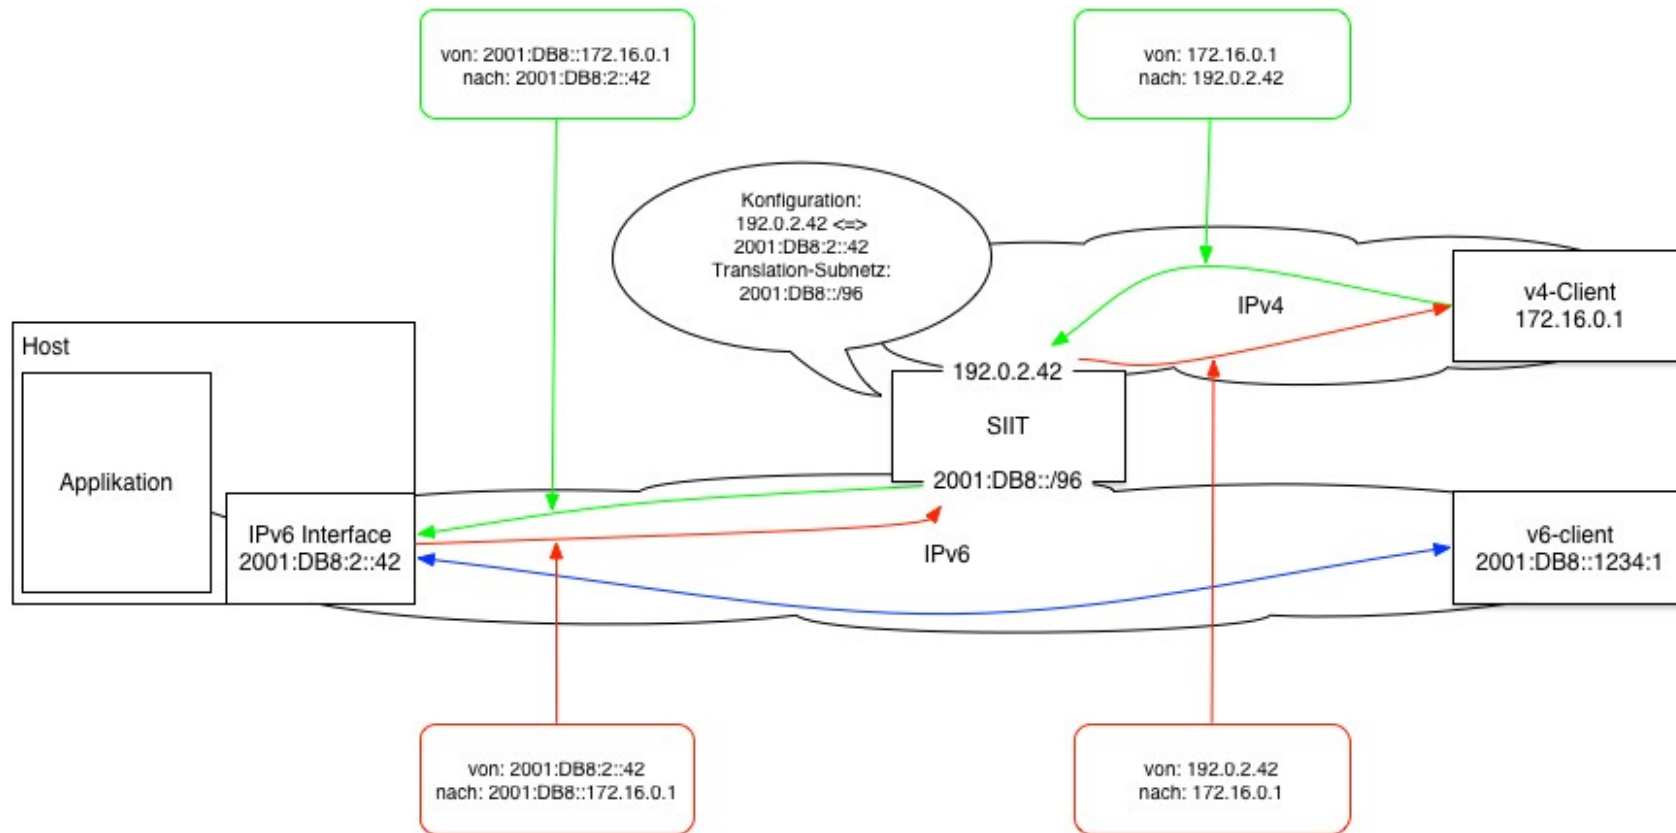 von: 2001:DB8::172.16.0.1
nach: 2001:DB8:2::42
von: 172.16.0.1
nach: 192.0.2.42
Konfiguration:
192.0.2.42 <=>
2001:DB8:2::42
Translation-Subnetz:
2001:DB8::/96
IPv4
v4-Client
172.16.0.1
Host
192.0.2.42
SIIT
2001:DB8::/96
Applikation
IPv6 Interface
2001:DB8:2::42
IPv6
v6-client
2001:DB8::1234:1
von: 2001:DB8:2::42
nach: 2001:DB8::172.16.0.1
von: 192.0.2.42
nach: 172.16.0.1